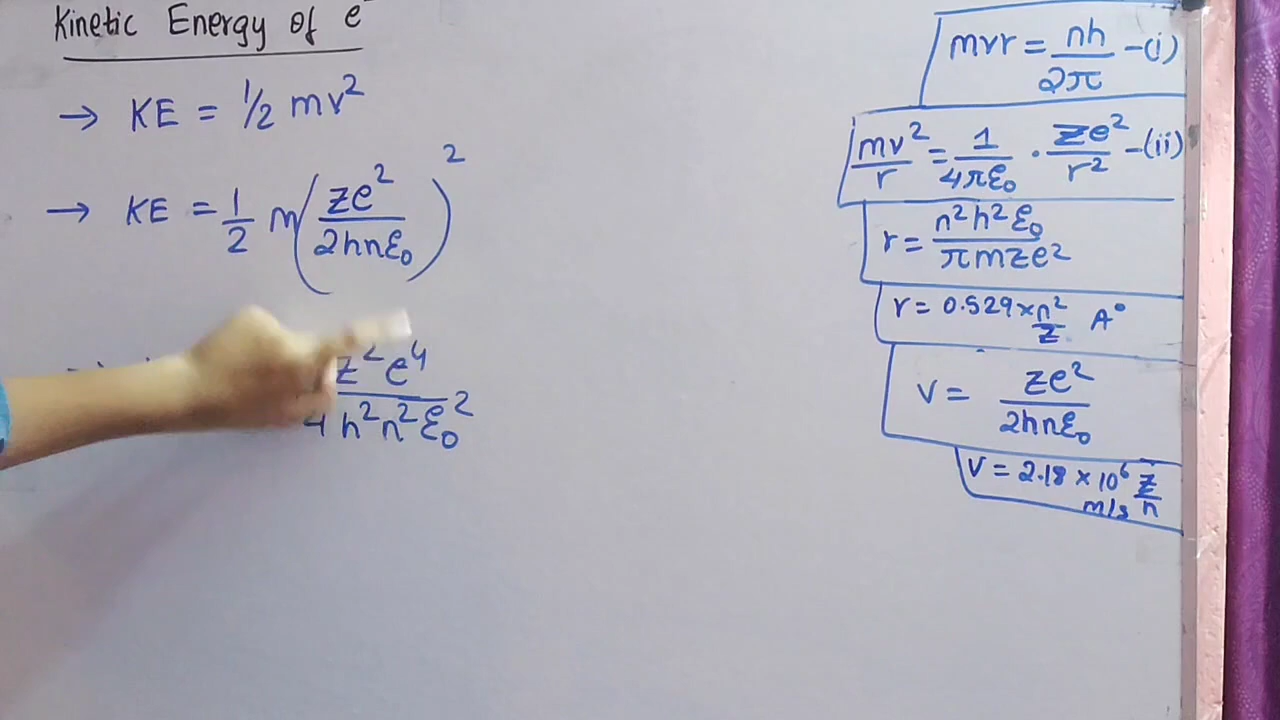 Kinetic Energy of e⁻
→ KE = 1/2 mv²
→ KE = 1/2 m(ze²/2hnε₀)²
z²e⁴/4h²n²ε₀²
mvr = nh/2π -(i)
mv²/r = 1/4πε₀ · ze²/r² -(ii)
r = n²h²ε₀/πmze²
r = 0.529 × n²/z A°
v = ze²/2hnε₀
v = 2.18 × 10⁶ z/n
m/s